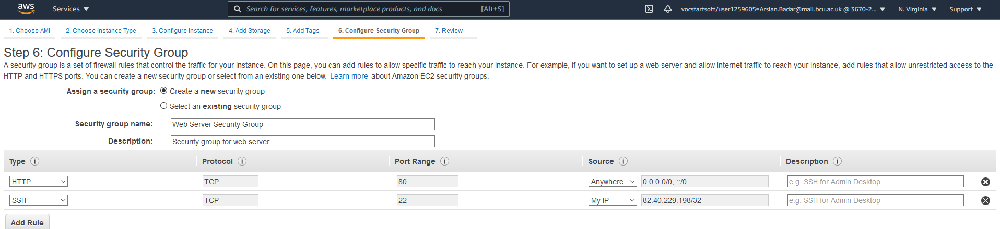 aws Services Search for services, features, marketplace products, and docs [Alt+S] vocstartsoft/user1259605=Arslan.Badar@mail.bcu.ac.uk @ 3670-2... N. Virginia Support
1. Choose AMI 2. Choose Instance Type 3. Configure Instance 4. Add Storage 5. Add Tags 6. Configure Security Group 7. Review
Step 6: Configure Security Group
A security group is a set of firewall rules that control the traffic for your instance. On this page, you can add rules to allow specific traffic to reach your instance. For example, if you want to set up a web server and allow Internet traffic to reach your instance, add rules that allow unrestricted access to the
HTTP and HTTPS ports. You can create a new security group or select from an existing one below. Learn more about Amazon EC2 security groups.
Assign a security group: Create a new security group
Select an existing security group
Security group name: Web Server Security Group
Description: Security group for web server
Type i Protocol i Port Range i Source i Description i
HTTP TCP 80 Anywhere 0.0.0.0/0, ::/0 e.g. SSH for Admin Desktop
SSH TCP 22 My IP 82.40.229.198/32 e.g. SSH for Admin Desktop
Add Rule